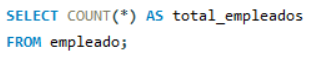 SELECT COUNT(*) AS total_empleados
FROM empleado;